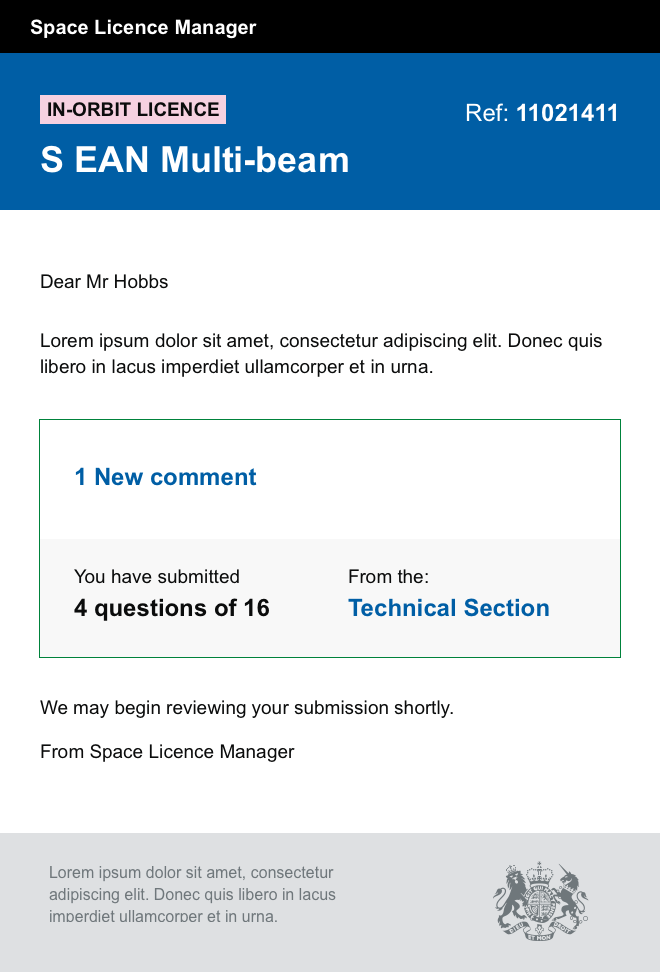 Space Licence Manager
IN-ORBIT LICENCE
Ref: 11021411
S EAN Multi-beam
Dear Mr Hobbs
Lorem ipsum dolor sit amet, consectetur adipiscing elit. Donec quis
libero in lacus imperdiet ullamcorper et in urna.
1 New comment
You have submitted
4 questions of 16
From the:
Technical Section
We may begin reviewing your submission shortly.
From Space Licence Manager
Lorem ipsum dolor sit amet, consectetur
adipiscing elit. Donec quis libero in lacus
imperdiet ullamcorper et in urna.